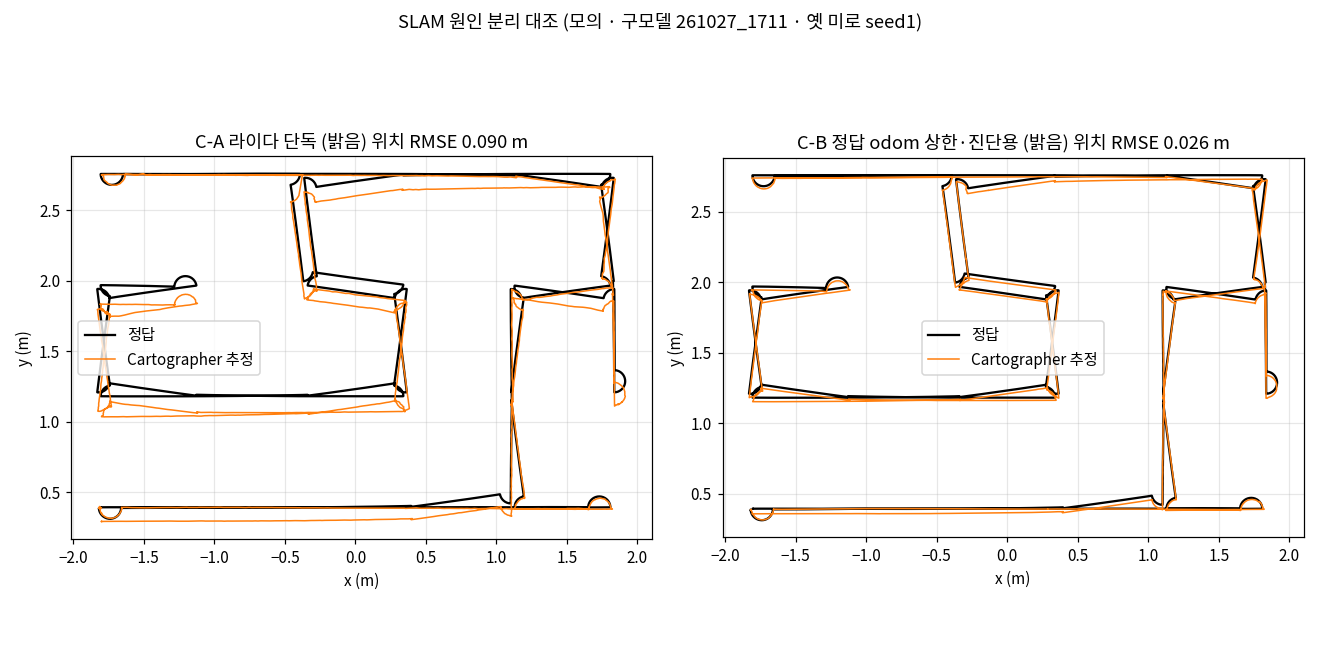 SLAM 원인 분리 대조 (모의 · 구모델 261027_1711 · 옛 미로 seed1)
C-A 라이다 단독 (밝음) 위치 RMSE 0.090 m
y (m)
2.5
2.0
1.5
1.0
0.5
정답
Cartographer 추정
−2.0 −1.5 −1.0 −0.5 0.0 0.5 1.0 1.5 2.0
x (m)
C-B 정답 odom 상한·진단용 (밝음) 위치 RMSE 0.026 m
y (m)
2.5
2.0
1.5
1.0
0.5
정답
Cartographer 추정
−2.0 −1.5 −1.0 −0.5 0.0 0.5 1.0 1.5 2.0
x (m)